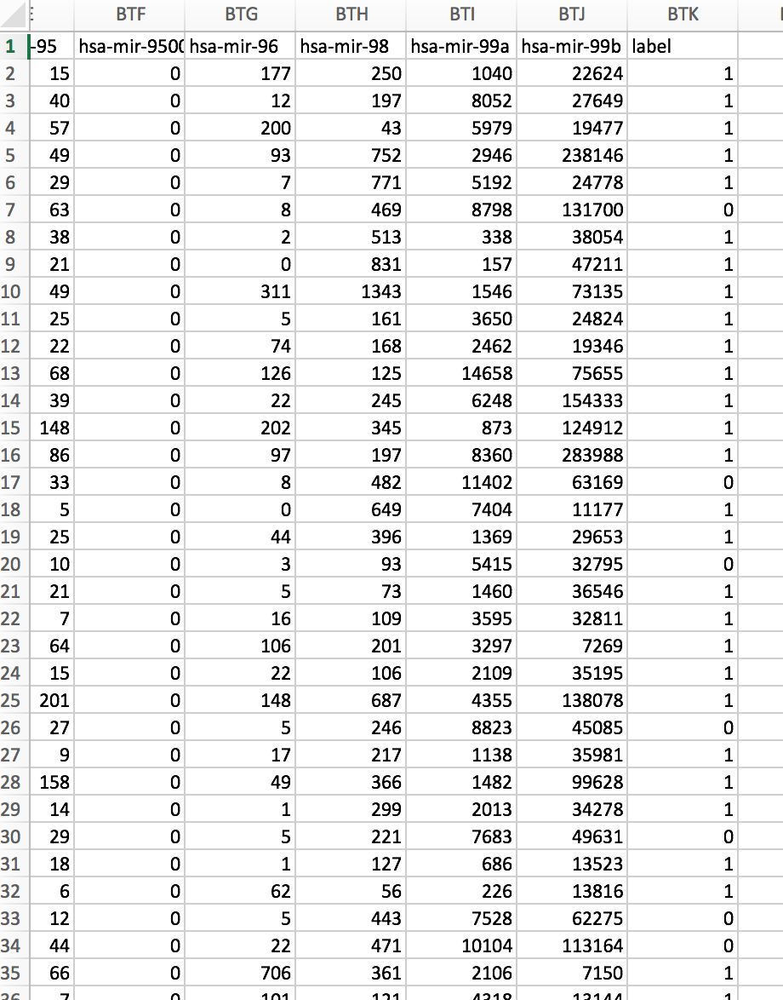 BTF BTG BTH BTI BTJ BTK
1 -95 hsa-mir-950 hsa-mir-96 hsa-mir-98 hsa-mir-99a hsa-mir-99b label
2 15 0 177 250 1040 22624 1
3 40 0 12 197 8052 27649 1
4 57 0 200 43 5979 19477 1
5 49 0 93 752 2946 238146 1
6 29 0 7 771 5192 24778 1
7 63 0 8 469 8798 131700 0
8 38 0 2 513 338 38054 1
9 21 0 0 831 157 47211 1
10 49 0 311 1343 1546 73135 1
11 25 0 5 161 3650 24824 1
12 22 0 74 168 2462 19346 1
13 68 0 126 125 14658 75655 1
14 39 0 22 245 6248 154333 1
15 148 0 202 345 873 124912 1
16 86 0 97 197 8360 283988 1
17 33 0 8 482 11402 63169 0
18 5 0 0 649 7404 11177 1
19 25 0 44 396 1369 29653 1
20 10 0 3 93 5415 32795 0
21 21 0 5 73 1460 36546 1
22 7 0 16 109 3595 32811 1
23 64 0 106 201 3297 7269 1
24 15 0 22 106 2109 35195 1
25 201 0 148 687 4355 138078 1
26 27 0 5 246 8823 45085 0
27 9 0 17 217 1138 35981 1
28 158 0 49 366 1482 99628 1
29 14 0 1 299 2013 34278 1
30 29 0 5 221 7683 49631 0
31 18 0 1 127 686 13523 1
32 6 0 62 56 226 13816 1
33 12 0 5 443 7528 62275 0
34 44 0 22 471 10104 113164 0
35 66 0 706 361 2106 7150 1
36 7 0 101 121 4318 13144 1